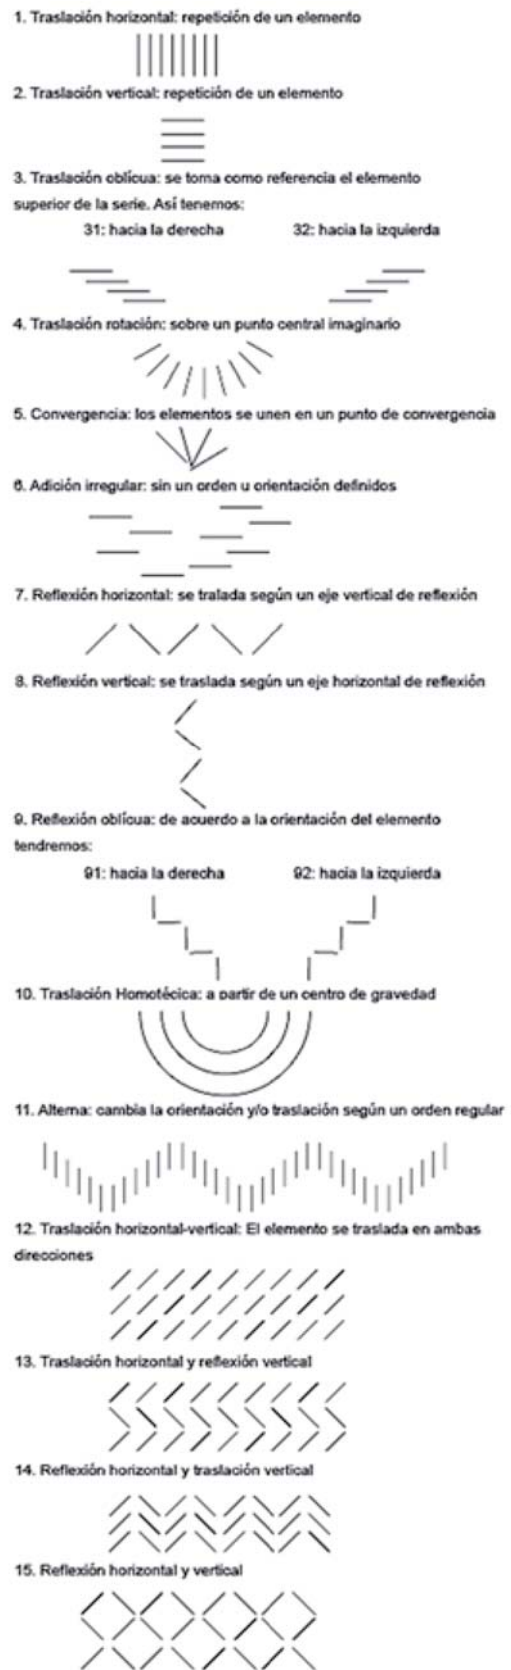 1. Traslación horizontal: repetición de un elemento
2. Traslación vertical: repetición de un elemento
3. Traslación oblícua: se toma como referencia el elemento
superior de la serie. Así tenemos:
31: hacia la derecha 32: hacia la izquierda
4. Traslación rotación: sobre un punto central imaginario
5. Convergencia: los elementos se unen en un punto de convergencia
6. Adición irregular: sin un orden u orientación definidos
7. Reflexión horizontal: se tralada según un eje vertical de reflexión
8. Reflexión vertical: se traslada según un eje horizontal de reflexión
9. Reflexión oblícua: de acuerdo a la orientación del elemento
tendremos:
91: hacia la derecha 92: hacia la izquierda
10. Traslación Homotécica: a partir de un centro de gravedad
11. Alterna: cambia la orientación y/o traslación según un orden regular
12. Traslación horizontal-vertical: El elemento se traslada en ambas
direcciones
13. Traslación horizontal y reflexión vertical
14. Reflexión horizontal y traslación vertical
15. Reflexión horizontal y vertical